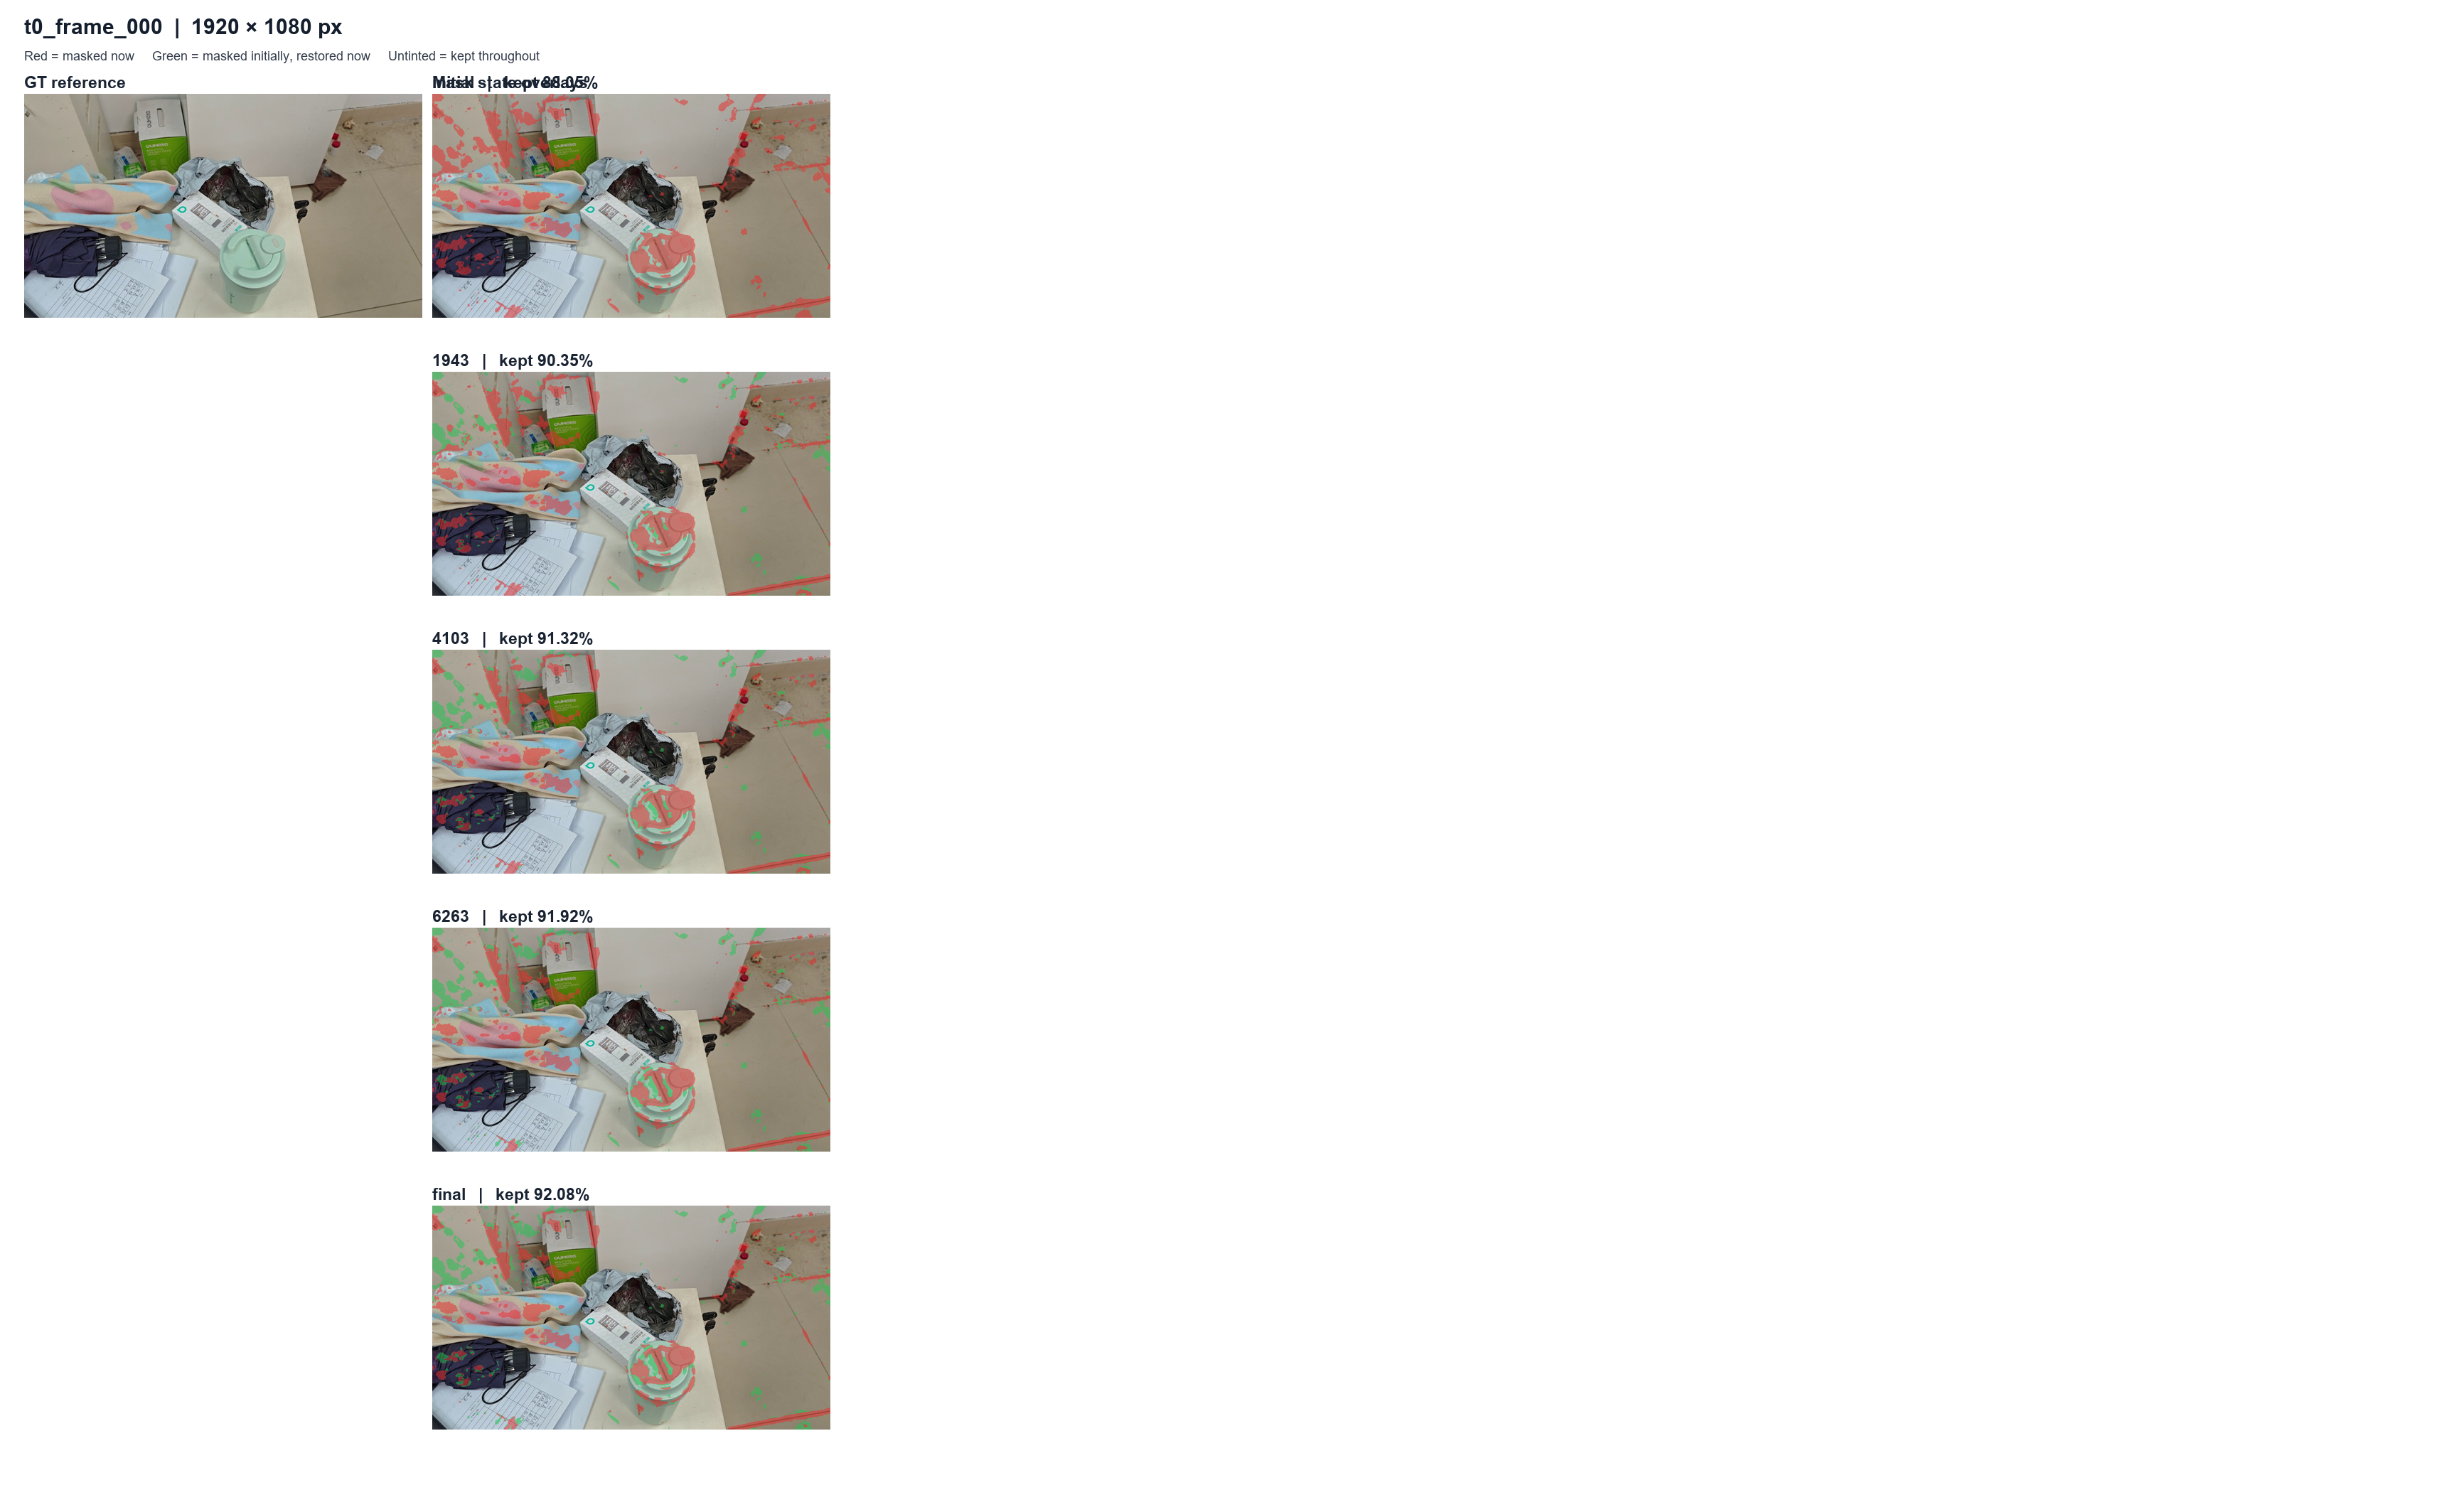 t0_frame_000 | 1920 × 1080 px
Red = masked now Green = masked initially, restored now Untinted = kept throughout
GT reference
1943 | kept 90.35%
4103 | kept 91.32%
6263 | kept 91.92%
final | kept 92.08%